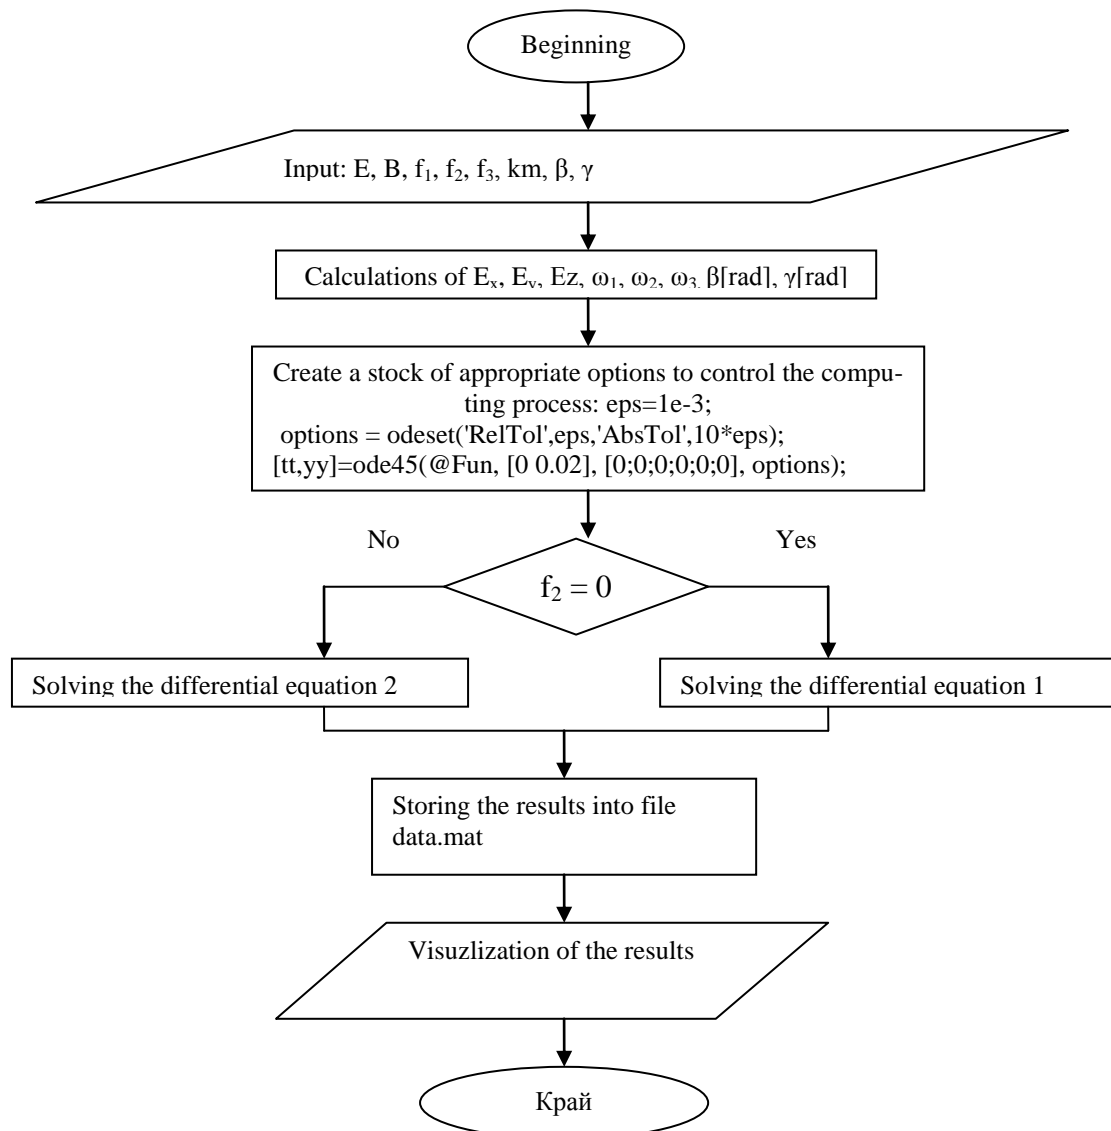 Beginning
Input: E, B, f₁, f₂, f₃, km, β, γ
Calculations of Eₓ, Eᵧ, Ez, ω₁, ω₂, ω₃, β[rad], γ[rad]
Create a stock of appropriate options to control the compu-
ting process: eps=1e-3;
options = odeset('RelTol',eps,'AbsTol',10*eps);
[tt,yy]=ode45(@Fun, [0 0.02], [0;0;0;0;0;0], options);
No
Yes
f₂ = 0
Solving the differential equation 2
Solving the differential equation 1
Storing the results into file
data.mat
Visuzlization of the results
Край